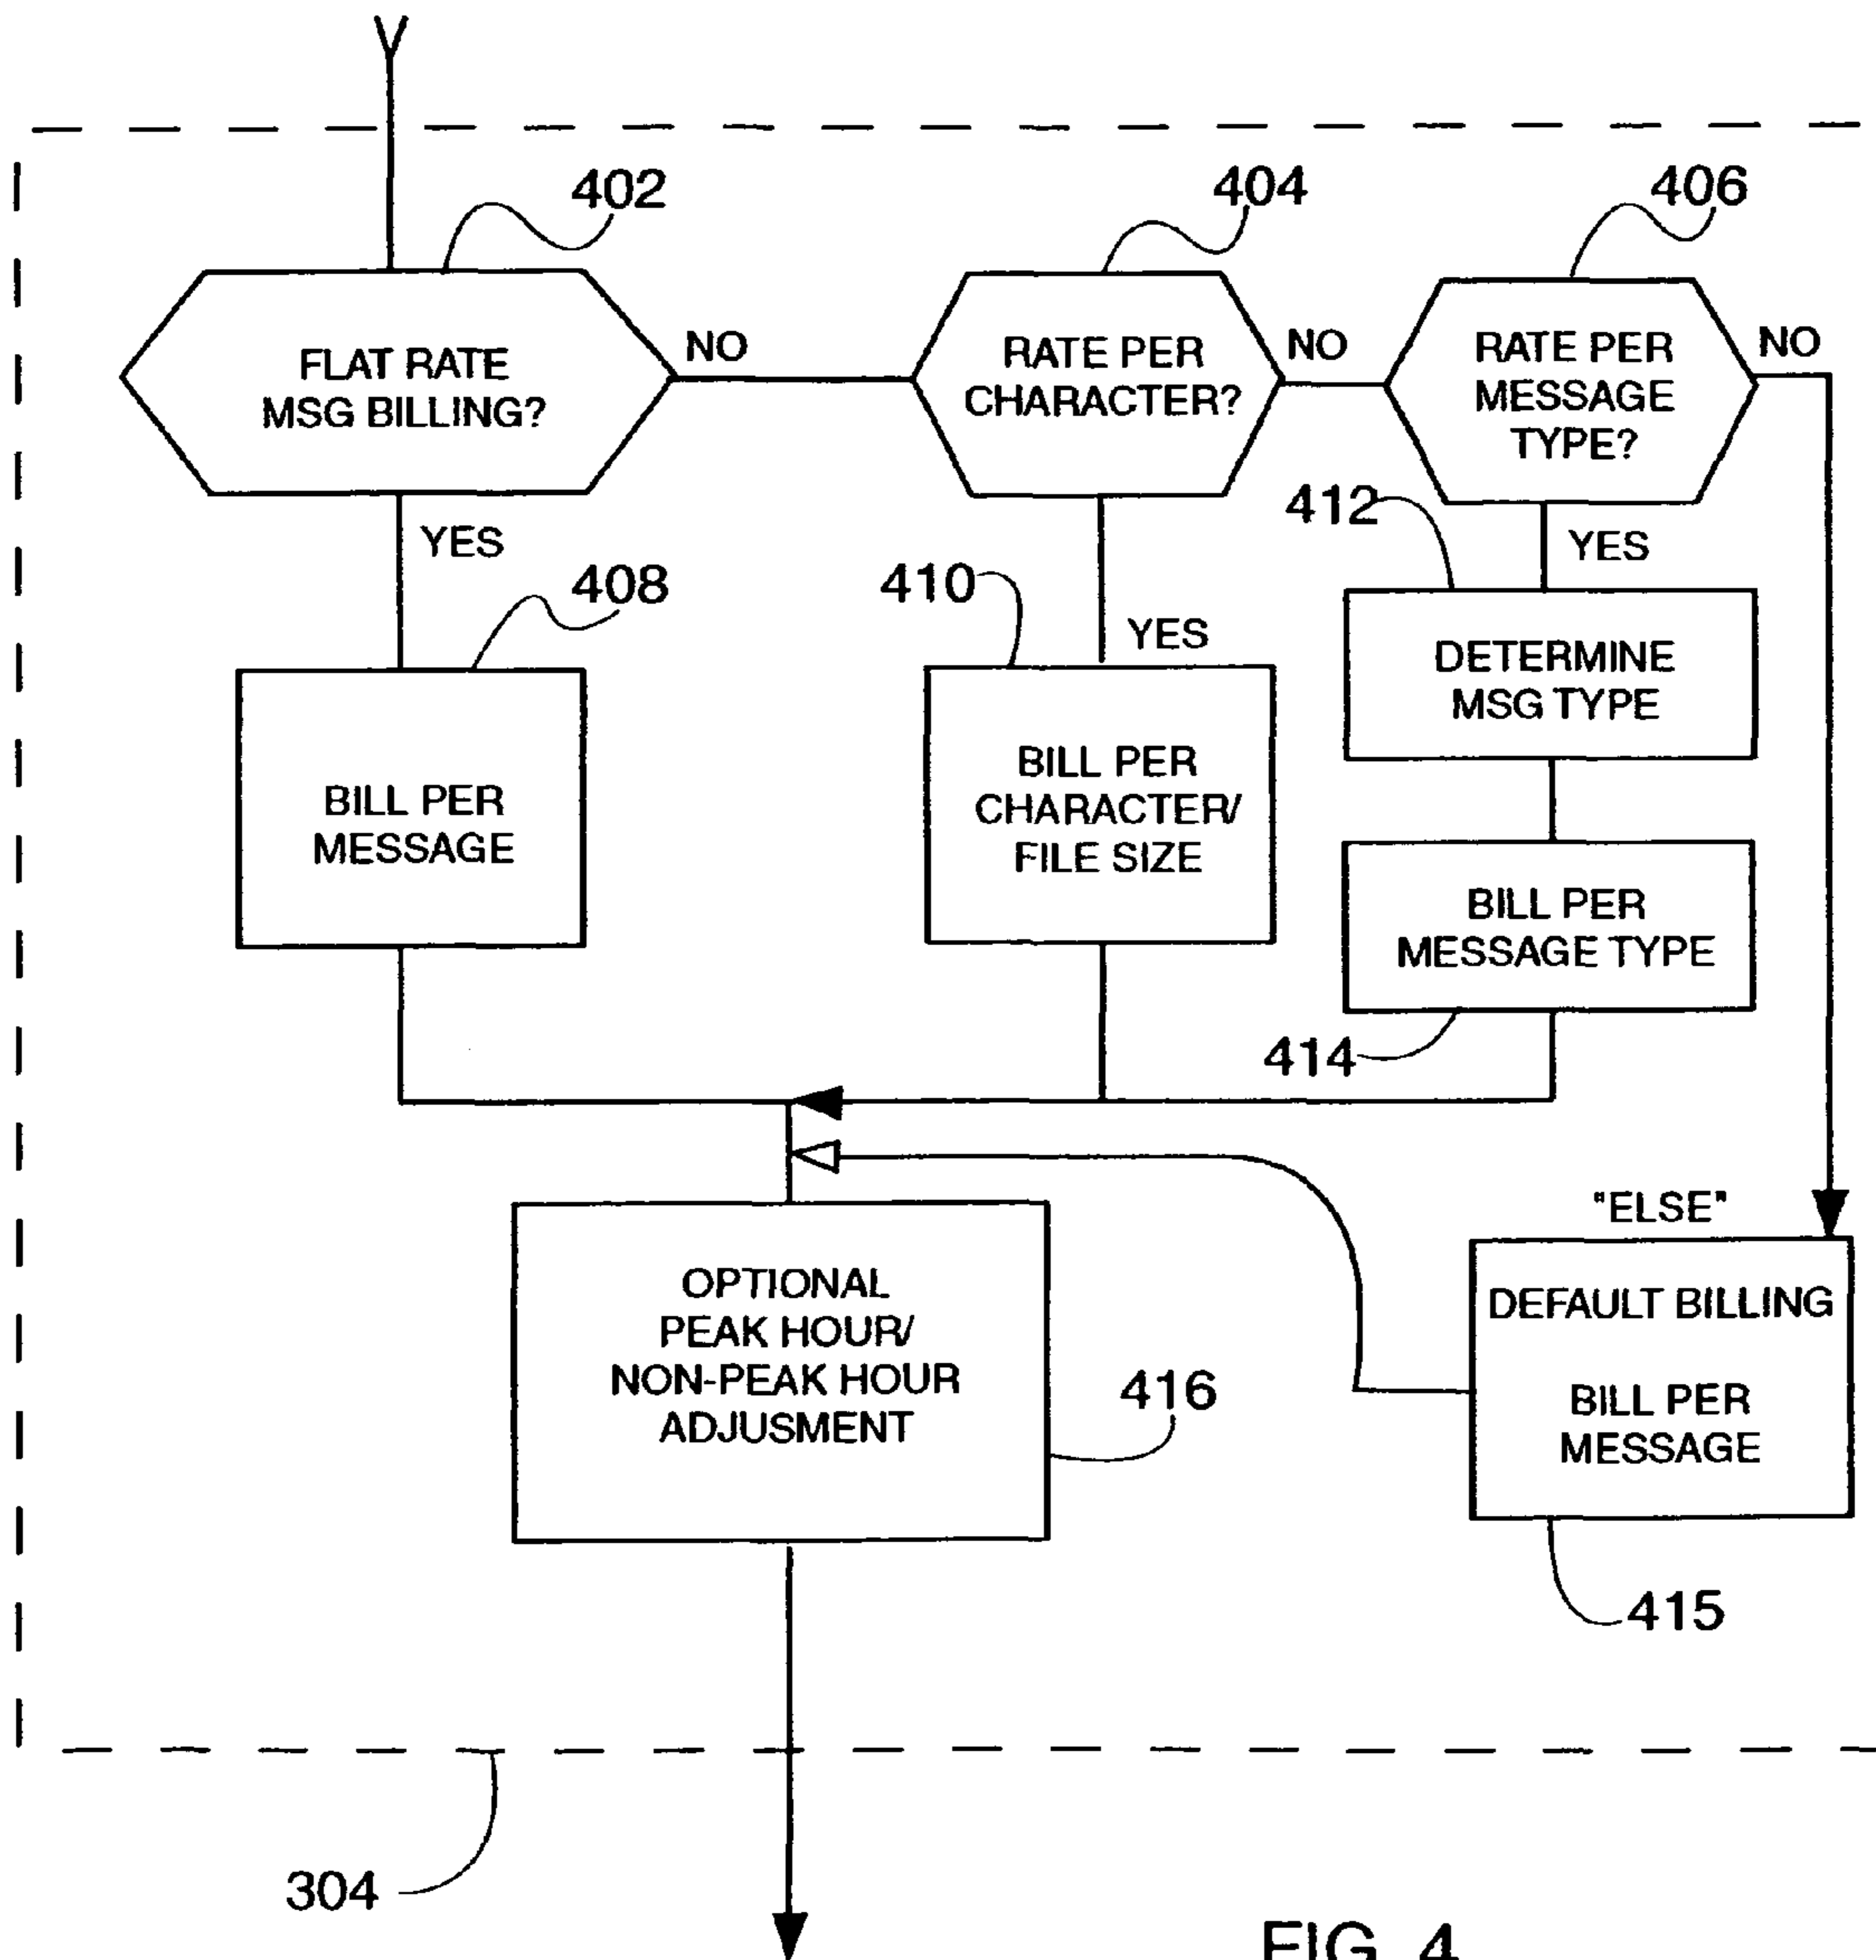 402
404
406
FLAT RATE
MSG BILLING?
NO
RATE PER
CHARACTER?
NO
RATE PER
MESSAGE
TYPE?
NO
YES
408
BILL PER
MESSAGE
410
YES
BILL PER
CHARACTER/
FILE SIZE
412
YES
DETERMINE
MSG TYPE
BILL PER
MESSAGE TYPE
414
"ELSE"
DEFAULT BILLING
BILL PER
MESSAGE
415
OPTIONAL
PEAK HOUR/
NON-PEAK HOUR
ADJUSMENT
416
304
FIG. 4